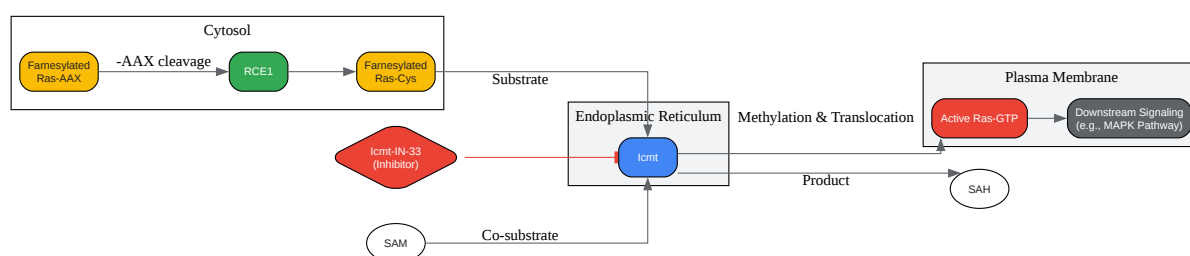 Cytosol
Farnesylated
Ras-AAX
-AAX cleavage
RCE1
Farnesylated
Ras-Cys
Substrate
Endoplasmic Reticulum
Icmt
Icmt-IN-33
(Inhibitor)
SAM
Co-substrate
Methylation & Translocation
Product
SAH
Plasma Membrane
Active Ras-GTP
Downstream Signaling
(e.g., MAPK Pathway)